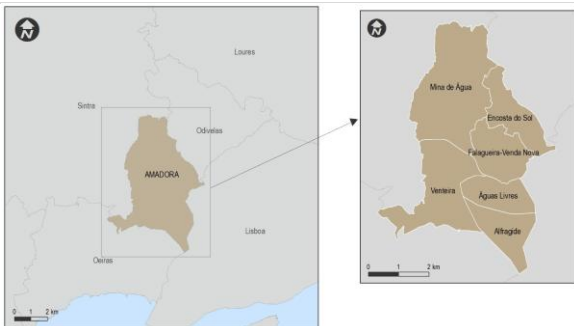 N
Loures
Sintra
Odivelas
AMADORA
Lisboa
Oeiras
0 1 2 km
N
Mina de Água
Encosta do Sol
Falagueira-Venda Nova
Venteira
Águas Livres
Alfragide
0 1 2 km